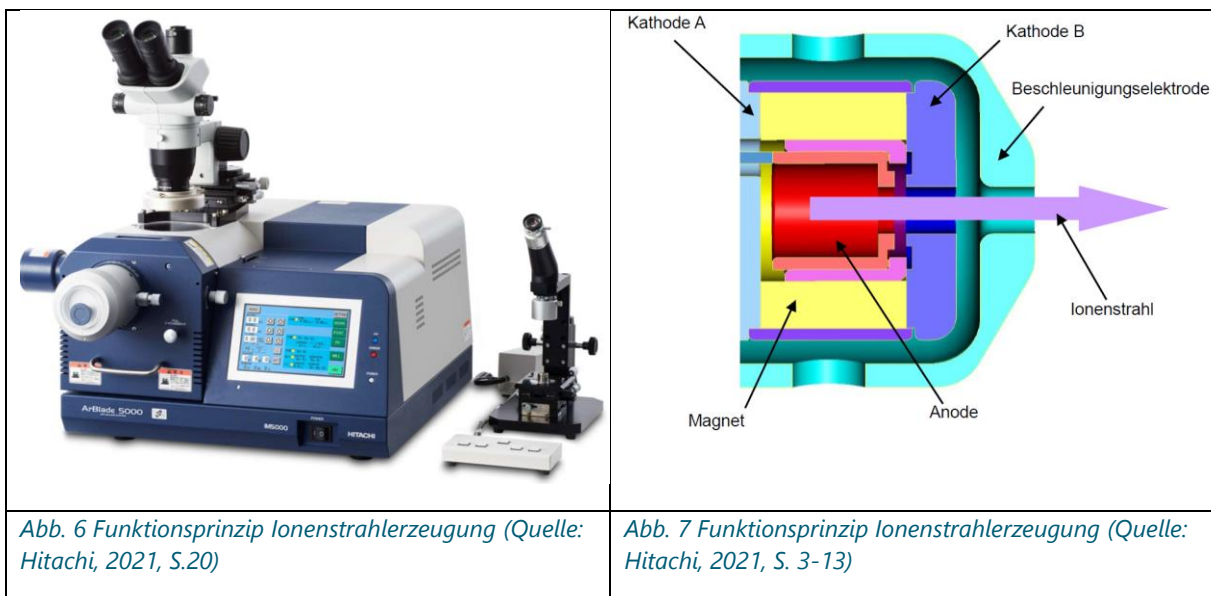 ArBlade 5000
POWER
IM5000
HITACHI
Kathode A
Kathode B
Beschleunigungselektrode
Ionenstrahl
Anode
Magnet
Abb. 6 Funktionsprinzip Ionenstrahlerzeugung (Quelle:
Hitachi, 2021, S.20)
Abb. 7 Funktionsprinzip Ionenstrahlerzeugung (Quelle:
Hitachi, 2021, S. 3-13)